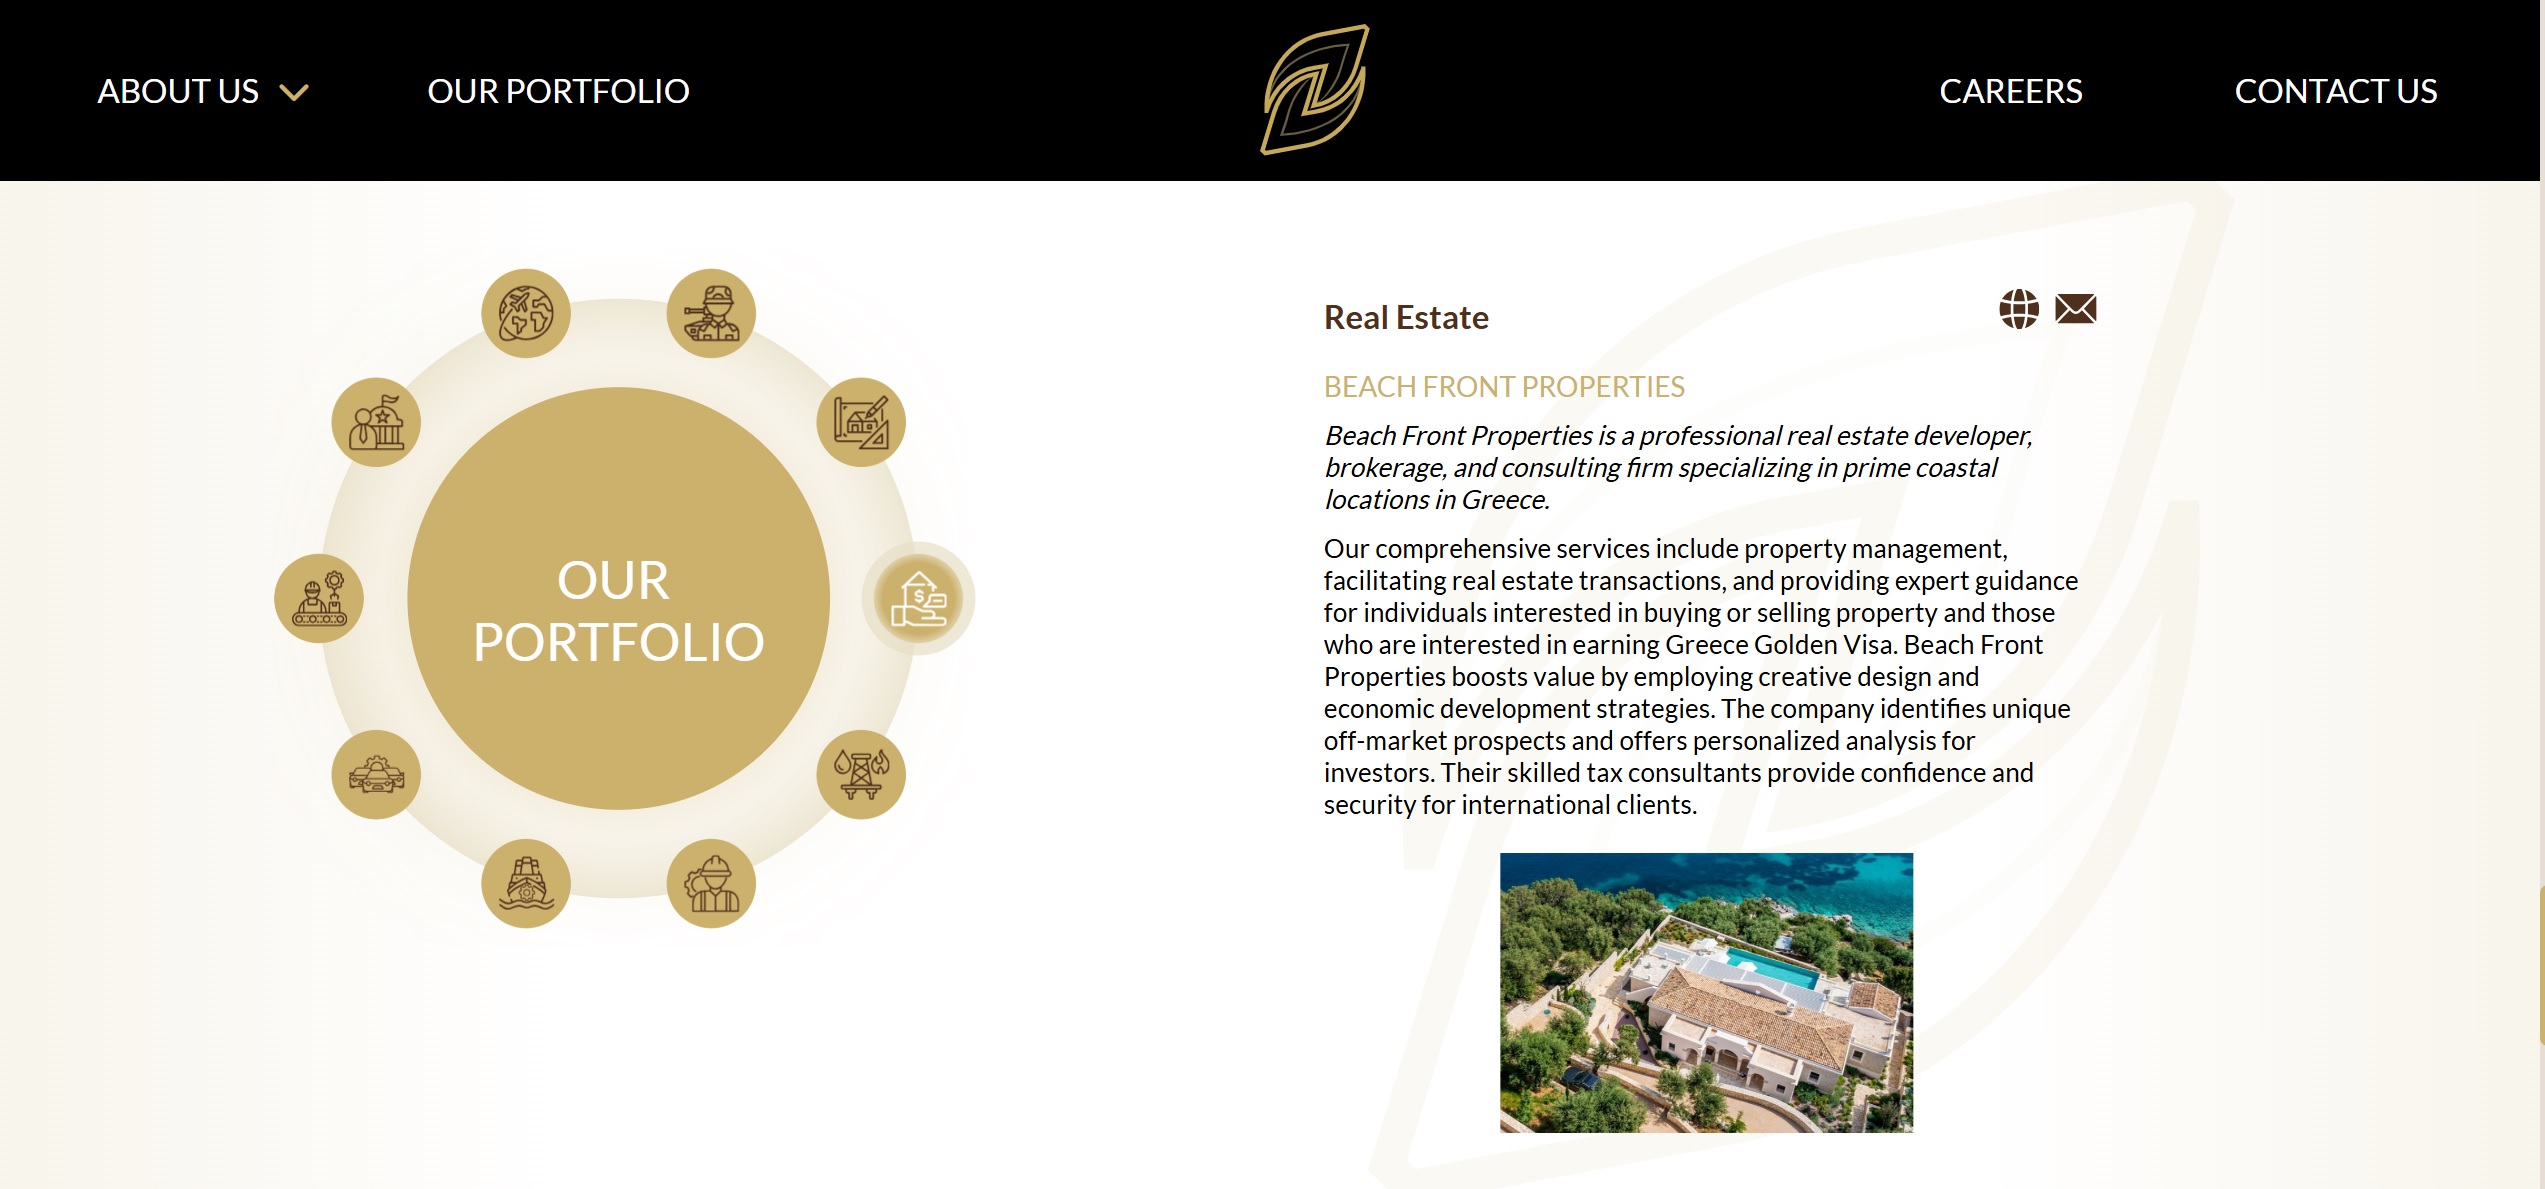 ABOUT US
OUR PORTFOLIO
CAREERS
CONTACT US
OUR
PORTFOLIO
Real Estate
BEACH FRONT PROPERTIES
Beach Front Properties is a professional real estate developer,
brokerage, and consulting firm specializing in prime coastal
locations in Greece.
Our comprehensive services include property management,
facilitating real estate transactions, and providing expert guidance
for individuals interested in buying or selling property and those
who are interested in earning Greece Golden Visa. Beach Front
Properties boosts value by employing creative design and
economic development strategies. The company identifies unique
off-market prospects and offers personalized analysis for
investors. Their skilled tax consultants provide confidence and
security for international clients.